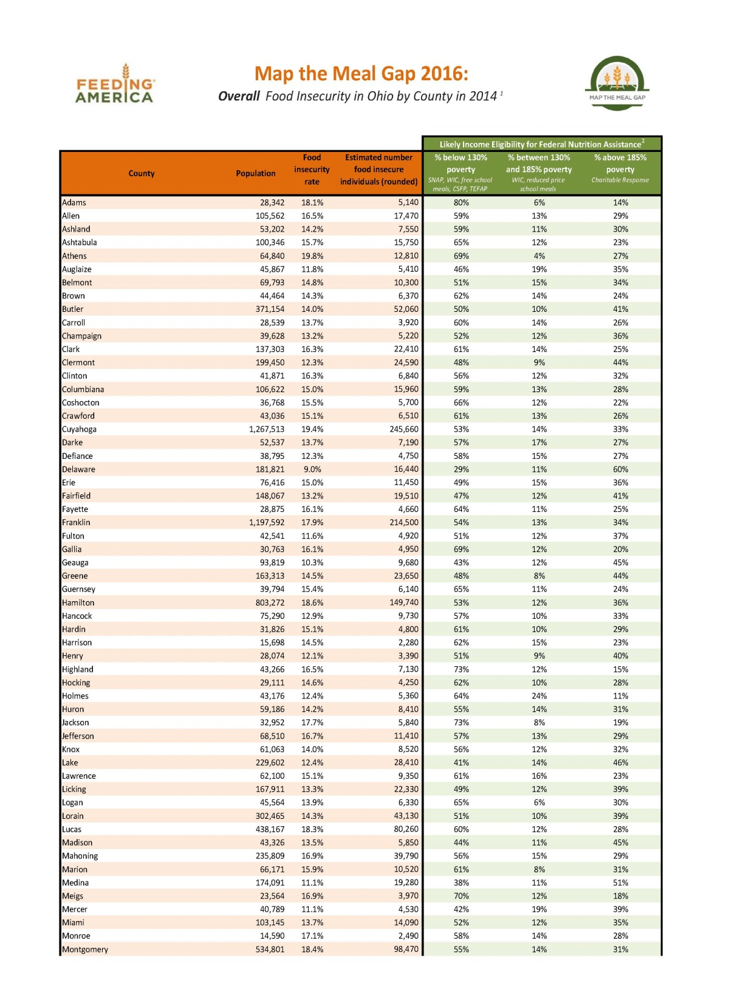 FEEDING
AMERICA
Map the Meal Gap 2016:
Overall Food Insecurity in Ohio by County in 2014 1
MAP THE MEAL GAP
Likely Income Eligibility for Federal Nutrition Assistance2
County Population Food insecurity rate Estimated number food insecure individuals (rounded) % below 130% poverty SNAP, WIC, free school meals, CSFP, TEFAP % between 130% and 185% poverty WIC, reduced price school meals % above 185% poverty Charitable Response
Adams 28,342 18.1% 5,140 80% 6% 14%
Allen 105,562 16.5% 17,470 59% 13% 29%
Ashland 53,202 14.2% 7,550 59% 11% 30%
Ashtabula 100,346 15.7% 15,750 65% 12% 23%
Athens 64,840 19.8% 12,810 69% 4% 27%
Auglaize 45,867 11.8% 5,410 46% 19% 35%
Belmont 69,793 14.8% 10,300 51% 15% 34%
Brown 44,464 14.3% 6,370 62% 14% 24%
Butler 371,154 14.0% 52,060 50% 10% 41%
Carroll 28,539 13.7% 3,920 60% 14% 26%
Champaign 39,628 13.2% 5,220 52% 12% 36%
Clark 137,303 16.3% 22,410 61% 14% 25%
Clermont 199,450 12.3% 24,590 48% 9% 44%
Clinton 41,871 16.3% 6,840 56% 12% 32%
Columbiana 106,622 15.0% 15,960 59% 13% 28%
Coshocton 36,768 15.5% 5,700 66% 12% 22%
Crawford 43,036 15.1% 6,510 61% 13% 26%
Cuyahoga 1,267,513 19.4% 245,660 53% 14% 33%
Darke 52,537 13.7% 7,190 57% 17% 27%
Defiance 38,795 12.3% 4,750 58% 15% 27%
Delaware 181,821 9.0% 16,440 29% 11% 60%
Erie 76,416 15.0% 11,450 49% 15% 36%
Fairfield 148,067 13.2% 19,510 47% 12% 41%
Fayette 28,875 16.1% 4,660 64% 11% 25%
Franklin 1,197,592 17.9% 214,500 54% 13% 34%
Fulton 42,541 11.6% 4,920 51% 12% 37%
Gallia 30,763 16.1% 4,950 69% 12% 20%
Geauga 93,819 10.3% 9,680 43% 12% 45%
Greene 163,313 14.5% 23,650 48% 8% 44%
Guernsey 39,794 15.4% 6,140 65% 11% 24%
Hamilton 803,272 18.6% 149,740 53% 12% 36%
Hancock 75,290 12.9% 9,730 57% 10% 33%
Hardin 31,826 15.1% 4,800 61% 10% 29%
Harrison 15,698 14.5% 2,280 62% 15% 23%
Henry 28,074 12.1% 3,390 51% 9% 40%
Highland 43,266 16.5% 7,130 73% 12% 15%
Hocking 29,111 14.6% 4,250 62% 10% 28%
Holmes 43,176 12.4% 5,360 64% 24% 11%
Huron 59,186 14.2% 8,410 55% 14% 31%
Jackson 32,952 17.7% 5,840 73% 8% 19%
Jefferson 68,510 16.7% 11,410 57% 13% 29%
Knox 61,063 14.0% 8,520 56% 12% 32%
Lake 229,602 12.4% 28,410 41% 14% 46%
Lawrence 62,100 15.1% 9,350 61% 16% 23%
Licking 167,911 13.3% 22,330 49% 12% 39%
Logan 45,564 13.9% 6,330 65% 6% 30%
Lorain 302,465 14.3% 43,130 51% 10% 39%
Lucas 438,167 18.3% 80,260 60% 12% 28%
Madison 43,326 13.5% 5,850 44% 11% 45%
Mahoning 235,809 16.9% 39,790 56% 15% 29%
Marion 66,171 15.9% 10,520 61% 8% 31%
Medina 174,091 11.1% 19,280 38% 11% 51%
Meigs 23,564 16.9% 3,970 70% 12% 18%
Mercer 40,789 11.1% 4,530 42% 19% 39%
Miami 103,145 13.7% 14,090 52% 12% 35%
Monroe 14,590 17.1% 2,490 58% 14% 28%
Montgomery 534,801 18.4% 98,470 55% 14% 31%